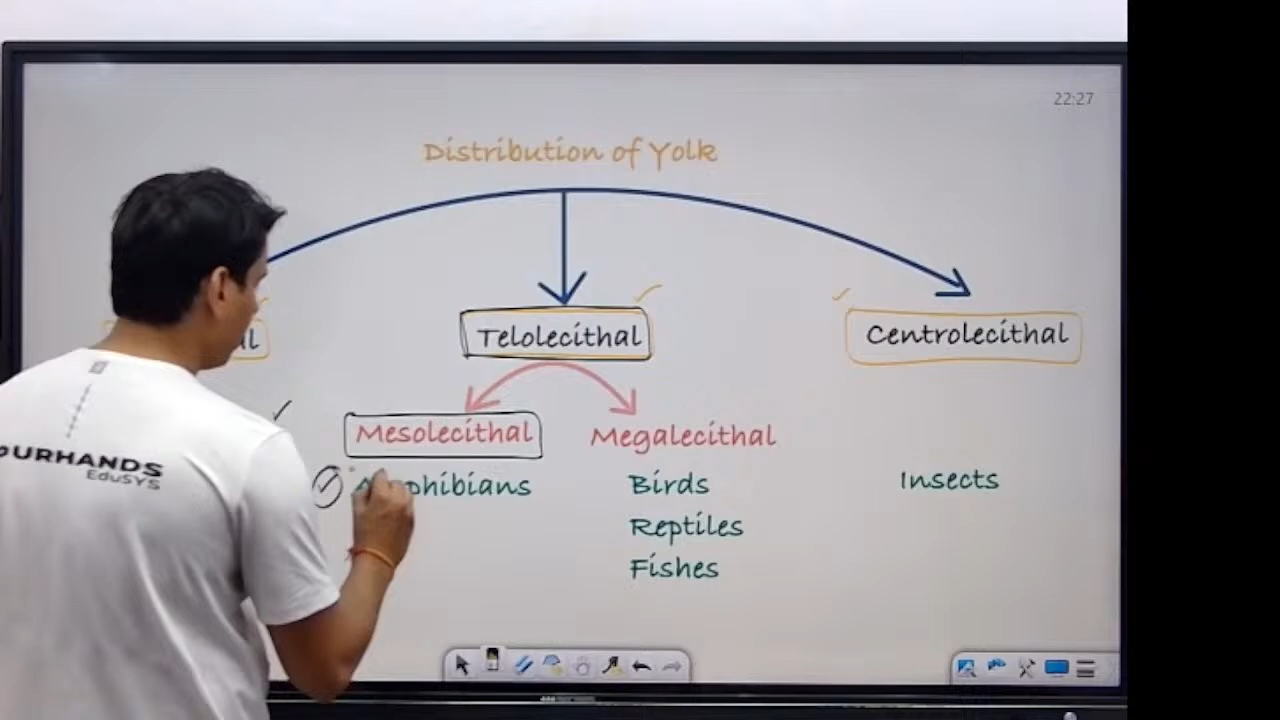 22:27
Distribution of Yolk
Telolecithal
Centrolecithal
Mesolecithal
Megalecithal
Birds
Insects
Reptiles
Fishes
EduSYS